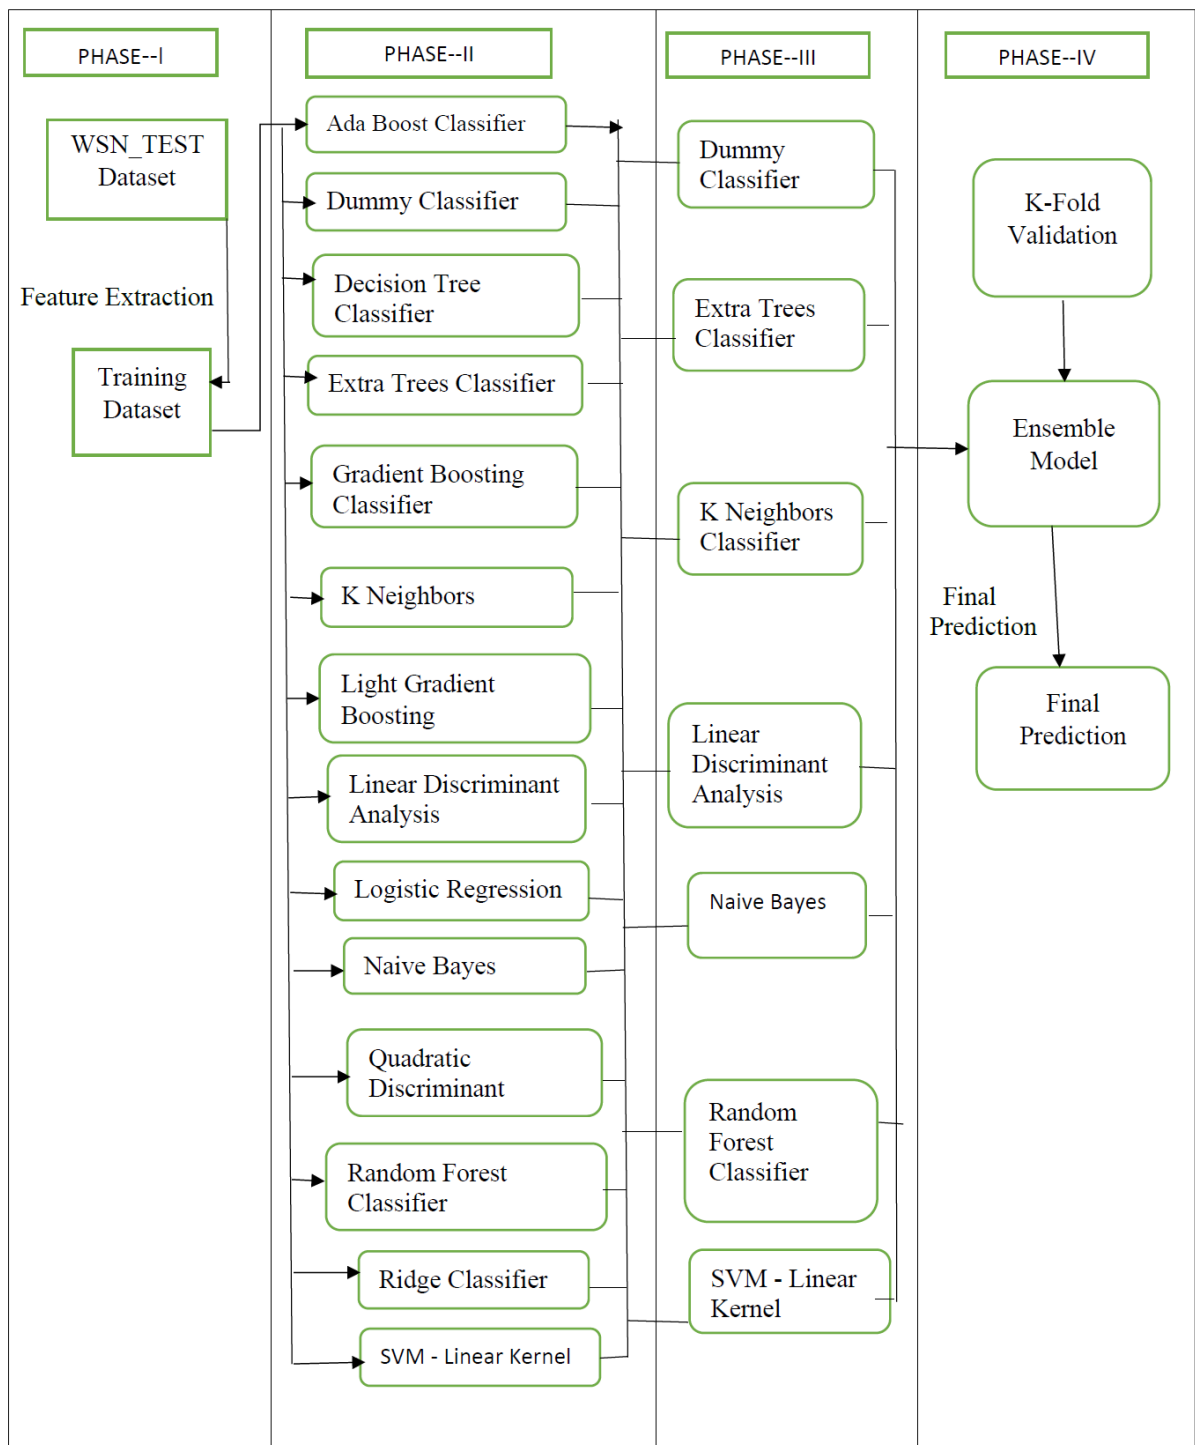 PHASE--I
WSN_TEST
Dataset
Feature Extraction
Training
Dataset
PHASE--II
Ada Boost Classifier
Dummy Classifier
Decision Tree
Classifier
Extra Trees Classifier
Gradient Boosting
Classifier
K Neighbors
Light Gradient
Boosting
Linear Discriminant
Analysis
Logistic Regression
Naive Bayes
Quadratic
Discriminant
Random Forest
Classifier
Ridge Classifier
SVM - Linear Kernel
PHASE--III
Dummy
Classifier
Extra Trees
Classifier
K Neighbors
Classifier
Linear
Discriminant
Analysis
Naive Bayes
Random
Forest
Classifier
SVM - Linear
Kernel
PHASE--IV
K-Fold
Validation
Ensemble
Model
Final
Prediction
Final
Prediction